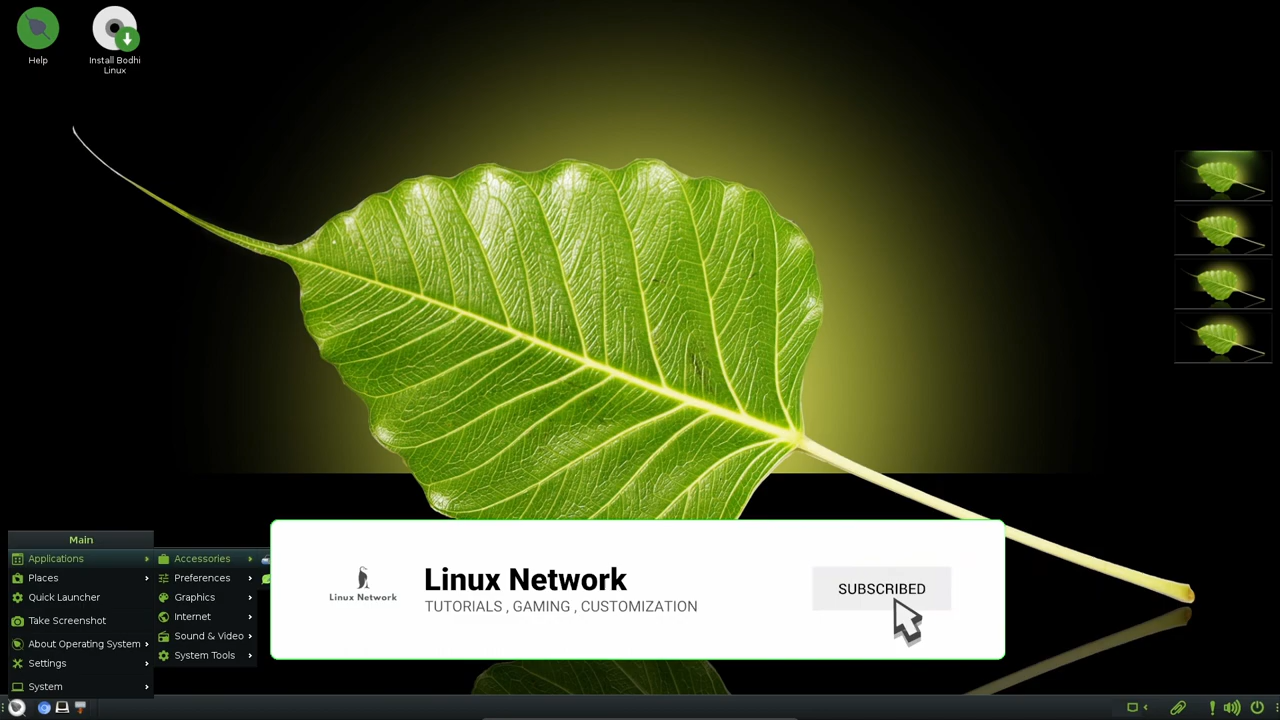 Help
Install Bodhi
Linux
Main
Applications
Places
Quick Launcher
Take Screenshot
About Operating System
Settings
System
Accessories
Preferences
Graphics
Internet
Sound & Video
System Tools
Linux Network
Linux Network
TUTORIALS , GAMING , CUSTOMIZATION
SUBSCRIBED